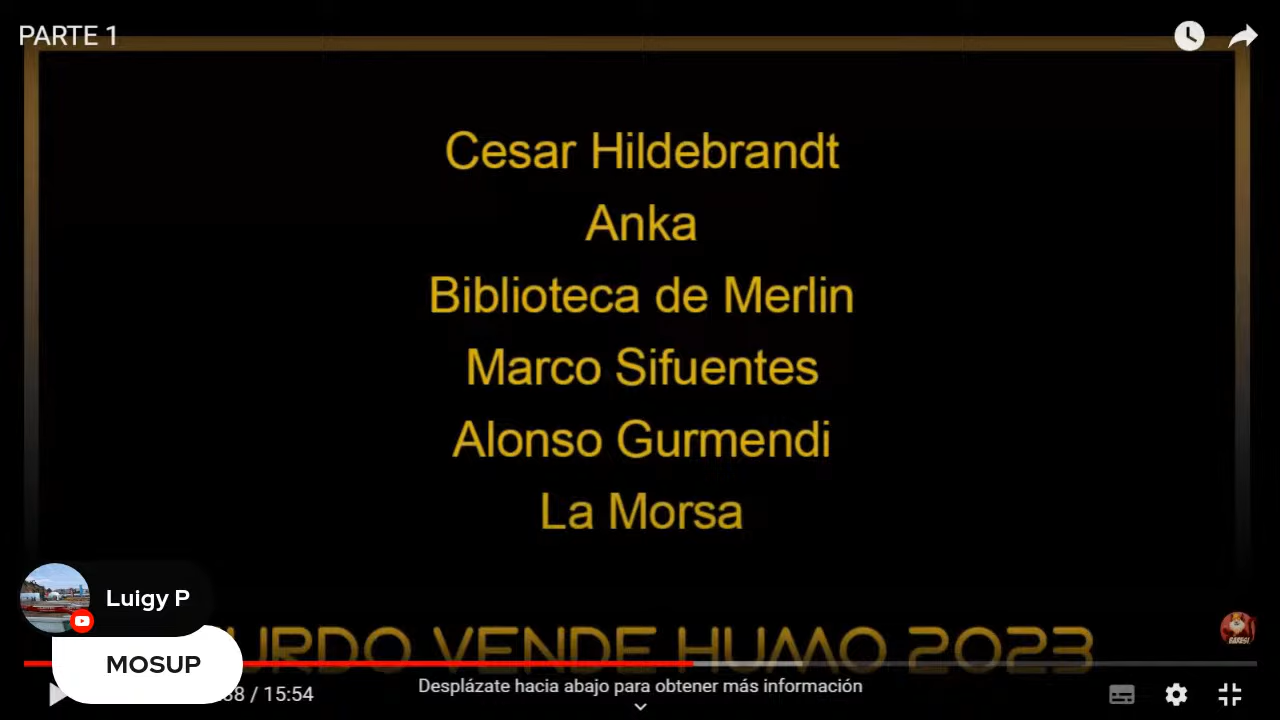 PARTE 1
Cesar Hildebrandt
Anka
Biblioteca de Merlin
Marco Sifuentes
Alonso Gurmendi
La Morsa
Luigy P
VENDE HUMO 2023
BARESI
MOSUP
/ 15:54
Desplázate hacia abajo para obtener más información